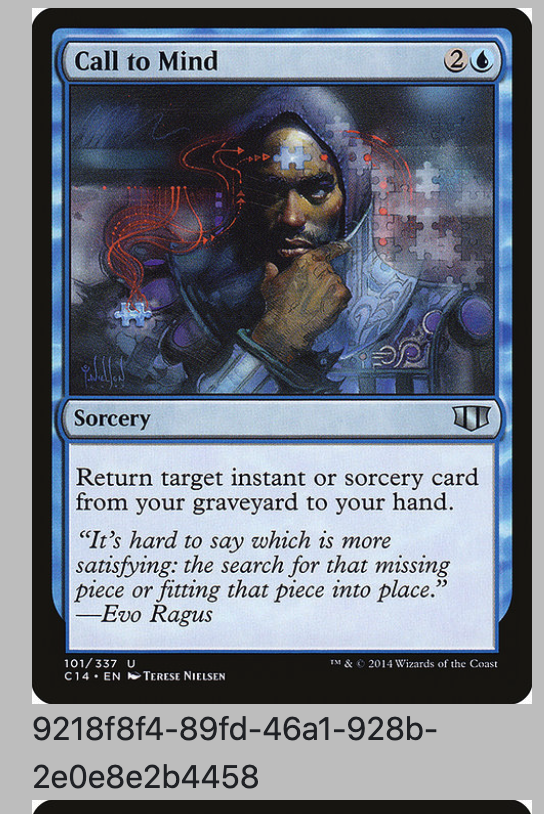 Call to Mind 2
Sorcery
Return target instant or sorcery card
from your graveyard to your hand.
“It’s hard to say which is more
satisfying: the search for that missing
piece or fitting that piece into place.”
—Evo Ragus
101/337 U ™ & © 2014 Wizards of the Coast
C14 • EN Terese Nielsen
9218f8f4-89fd-46a1-928b-
2e0e8e2b4458